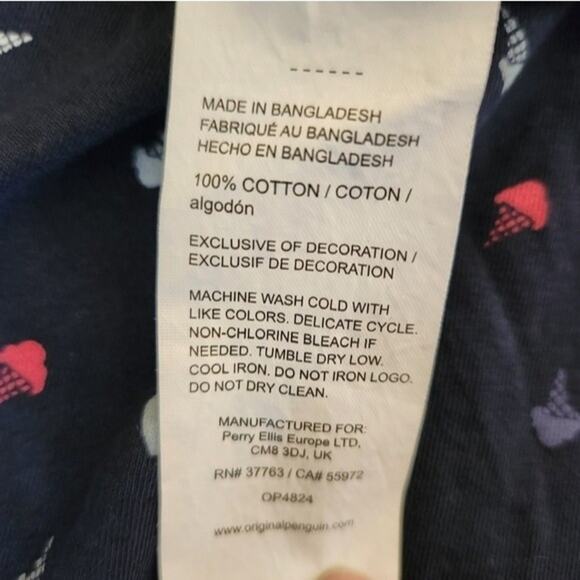 ------
MADE IN BANGLADESH
FABRIQUÉ AU BANGLADESH
HECHO EN BANGLADESH
100% COTTON / COTON /
algodón
EXCLUSIVE OF DECORATION /
EXCLUSIF DE DECORATION
MACHINE WASH COLD WITH
LIKE COLORS. DELICATE CYCLE.
NON-CHLORINE BLEACH IF
NEEDED. TUMBLE DRY LOW.
COOL IRON. DO NOT IRON LOGO.
DO NOT DRY CLEAN.
MANUFACTURED FOR:
Perry Ellis Europe LTD,
CM8 3DJ, UK
RN# 37763 / CA# 55972
OP4824
www.originalpenguin.com